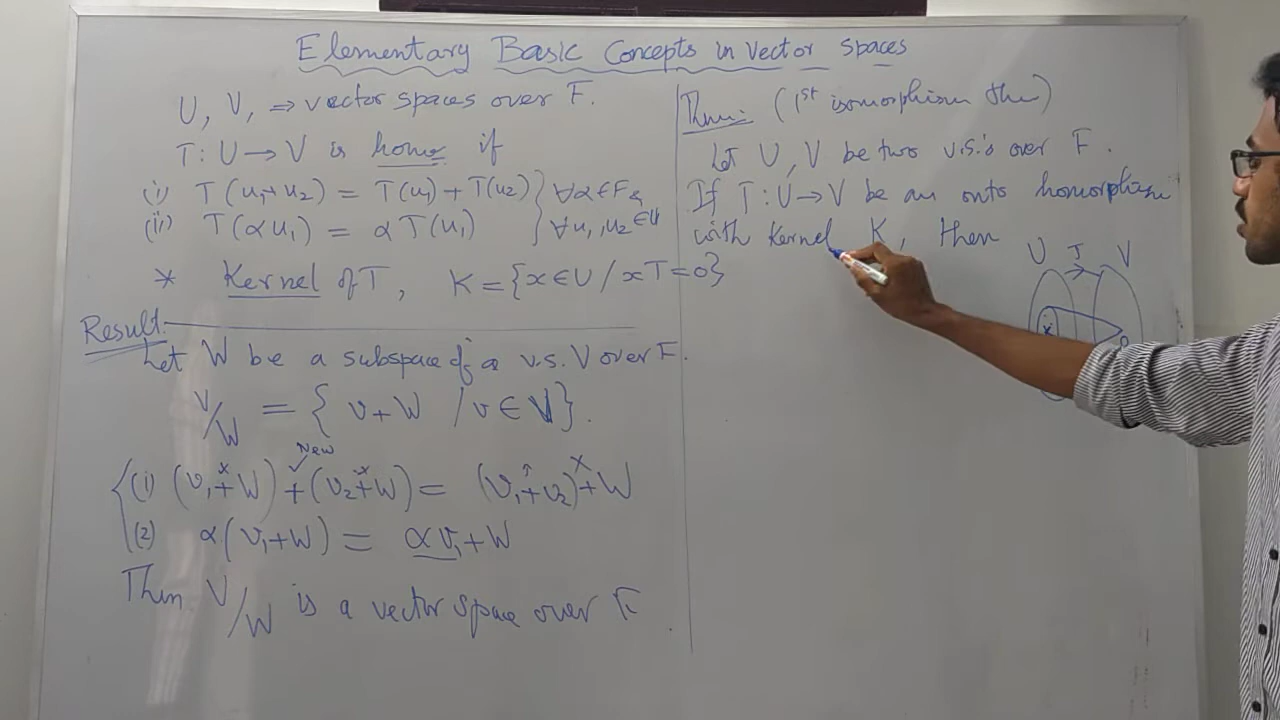 Elementary Basic Concepts in vector spaces
U, V, ⇒ vector spaces over F.
T: U → V is homo if
(i) T(u₁+u₂) = T(u₁) + T(u₂) } ∀α∈F &
(ii) T(αu₁) = αT(u₁) } ∀u₁, u₂ ∈ U
* Kernel of T, K = {x ∈ U / xT = 0}
Result:
Let W be a subspace of a v.s. V over F.
V/W = { v + W / v ∈ V }.
New
(1) (v₁ + W) + (v₂ + W) = (v₁ + v₂) + W
(2) α(v₁ + W) = αv₁ + W
Then V/W is a vector space over F
Thm:- (1st isomorphism thm)
Let U, V be two v.s.'s over F.
If T: U → V be an onto homorphism
with Kernel K, then
U T V
K 0